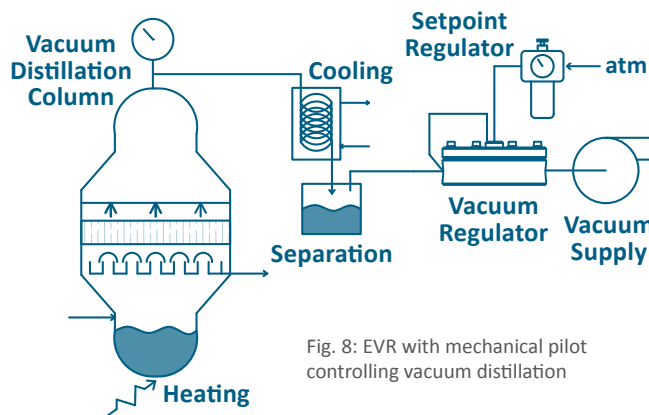 Vacuum
Distillation
Column
Cooling
Setpoint
Regulator
atm
Separation
Vacuum
Regulator
Vacuum
Supply
Heating
Fig. 8: EVR with mechanical pilot
controlling vacuum distillation